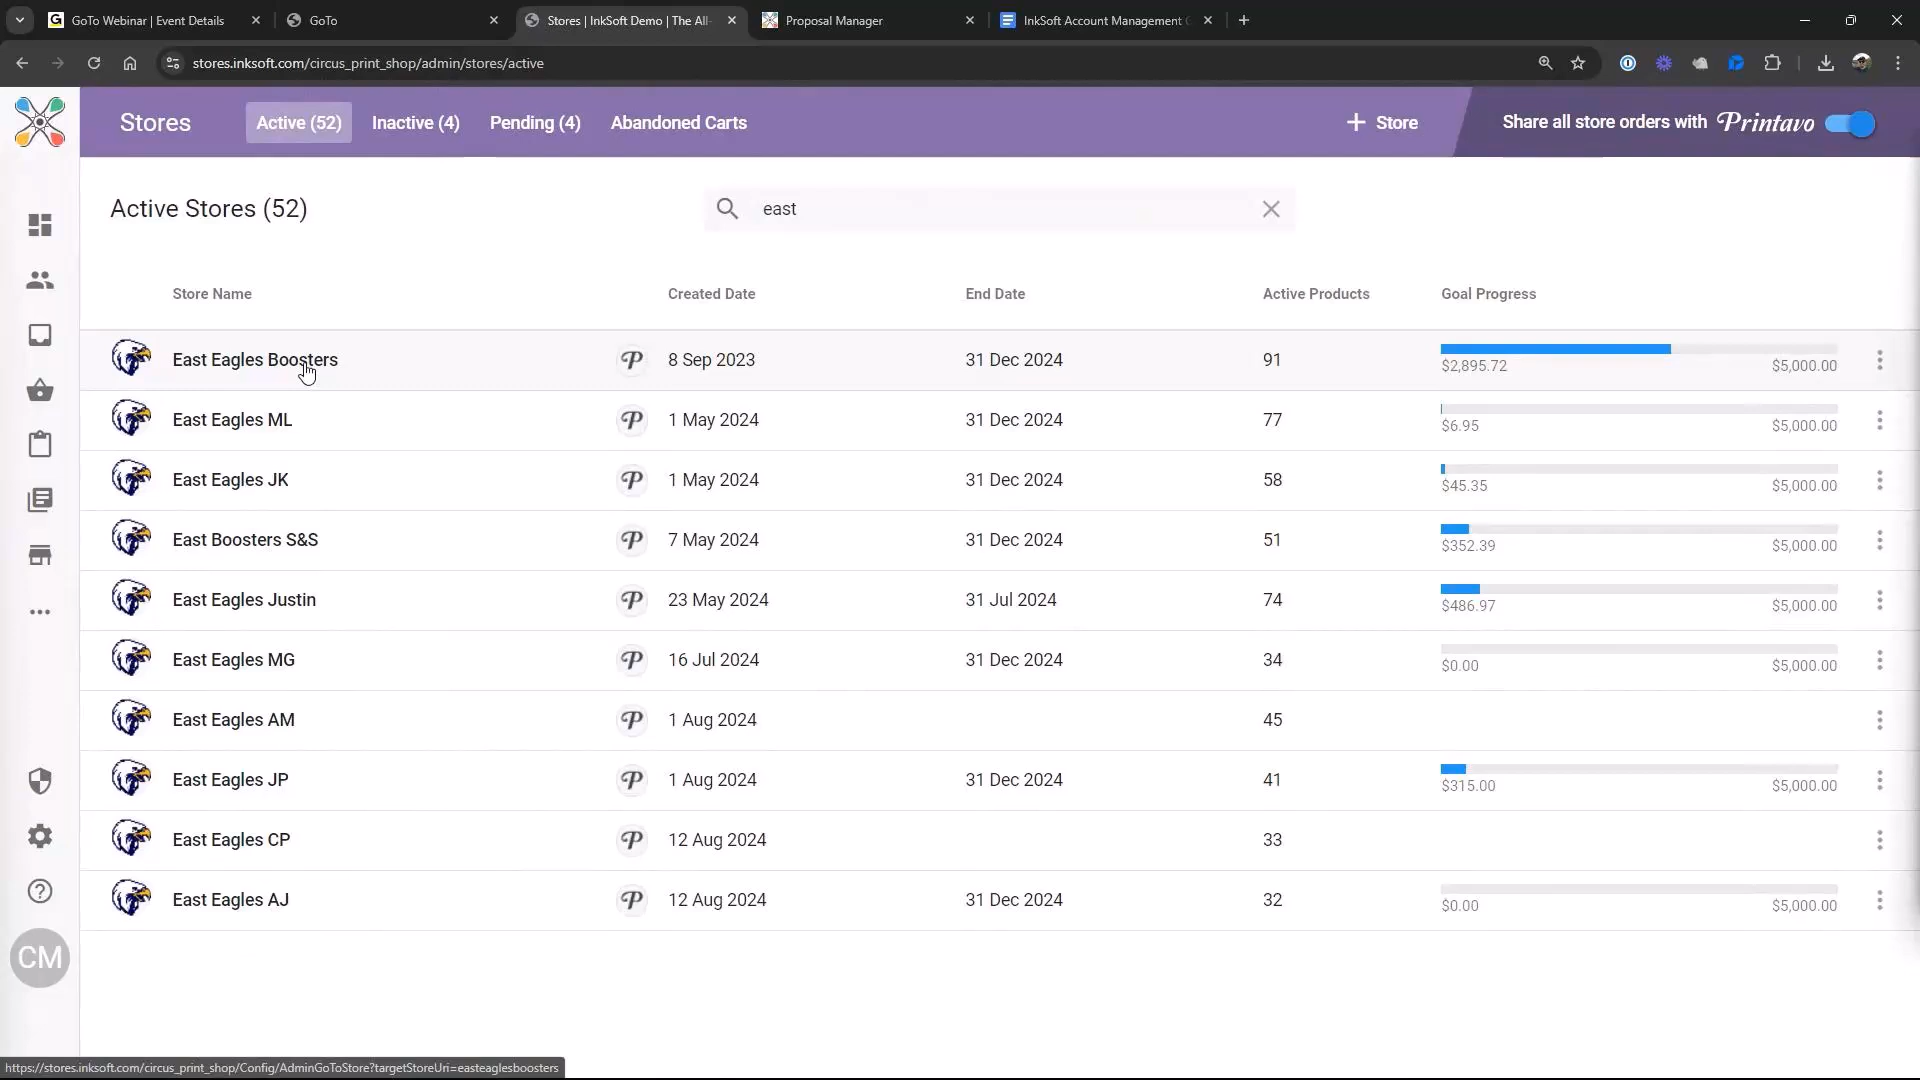 GoTo Webinar | Event Details
GoTo
Stores | InkSoft Demo | The All-
Proposal Manager
InkSoft Account Management G
stores.inksoft.com/circus_print_shop/admin/stores/active
Stores
Active (52)
Inactive (4)
Pending (4)
Abandoned Carts
+ Store
Share all store orders with Printavo
Active Stores (52)
east
Store Name Created Date End Date Active Products Goal Progress
East Eagles Boosters P 8 Sep 2023 31 Dec 2024 91 $2,895.72 $5,000.00
East Eagles ML P 1 May 2024 31 Dec 2024 77 $6.95 $5,000.00
East Eagles JK P 1 May 2024 31 Dec 2024 58 $45.35 $5,000.00
East Boosters S&S P 7 May 2024 31 Dec 2024 51 $352.39 $5,000.00
East Eagles Justin P 23 May 2024 31 Jul 2024 74 $486.97 $5,000.00
East Eagles MG P 16 Jul 2024 31 Dec 2024 34 $0.00 $5,000.00
East Eagles AM P 1 Aug 2024 45
East Eagles JP P 1 Aug 2024 31 Dec 2024 41 $315.00 $5,000.00
East Eagles CP P 12 Aug 2024 33
East Eagles AJ P 12 Aug 2024 31 Dec 2024 32 $0.00 $5,000.00
CM
https://stores.inksoft.com/circus_print_shop/Config/AdminGoToStore?targetStoreUri=easteaglesboosters